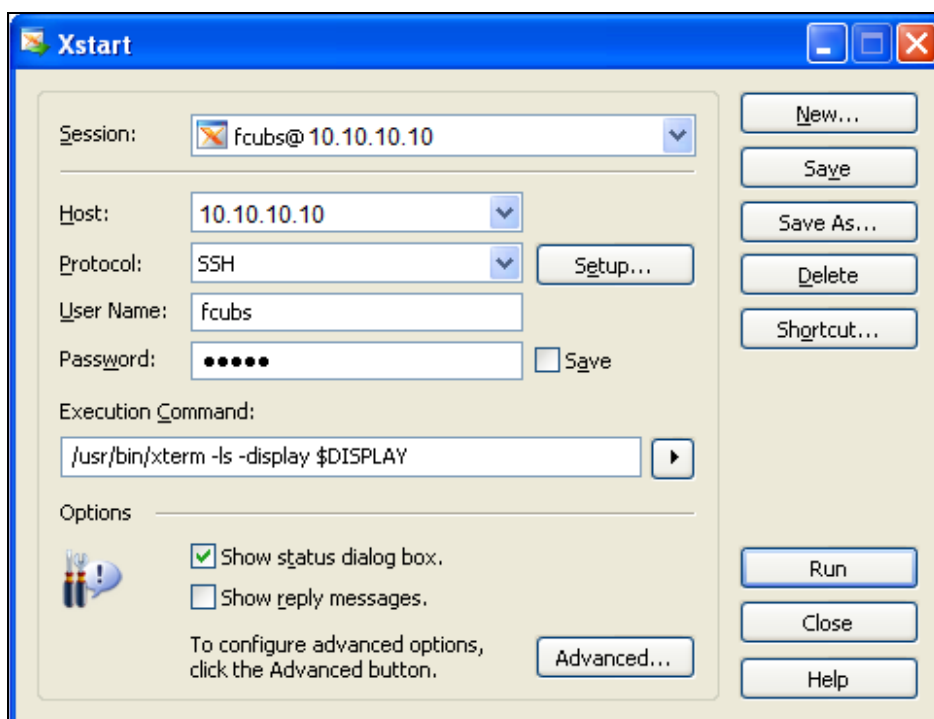 Xstart
Session:
fcubs@10.10.10.10
Host:
10.10.10.10
Protocol:
SSH
Setup...
User Name:
fcubs
Password:
●●●●●
Save
Execution Command:
/usr/bin/xterm -ls -display $DISPLAY
Options
Show status dialog box.
Show reply messages.
To configure advanced options,
click the Advanced button.
Advanced...
New...
Save
Save As...
Delete
Shortcut...
Run
Close
Help